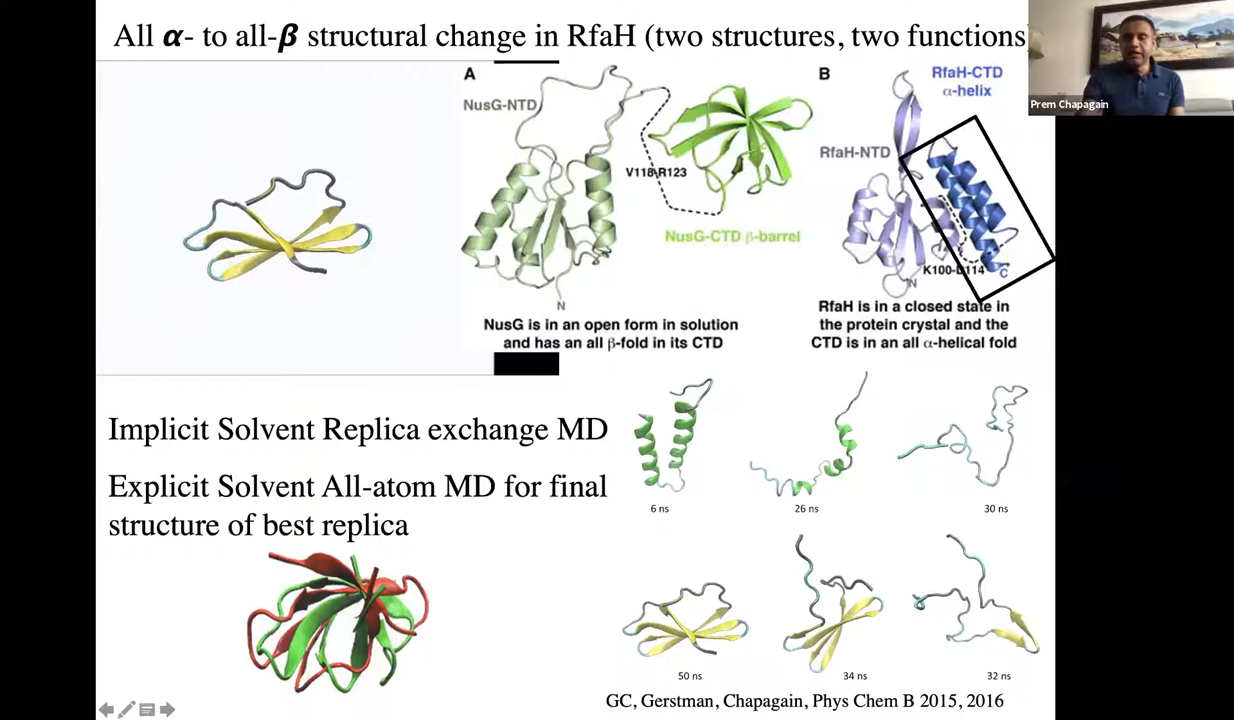 All α- to all-β structural change in RfaH (two structures, two functions)
Prem Chapagain
A
NusG-NTD
V118-R123
NusG-CTD β-barrel
N
NusG is in an open form in solution
and has an all β-fold in its CTD
B
RfaH-CTD
α-helix
RfaH-NTD
N
C
RfaH is in a closed state in
the protein crystal and the
CTD is in an all α-helical fold
Implicit Solvent Replica exchange MD
Explicit Solvent All-atom MD for final
structure of best replica
6 ns
26 ns
30 ns
50 ns
34 ns
32 ns
GC, Gerstman, Chapagain, Phys Chem B 2015, 2016